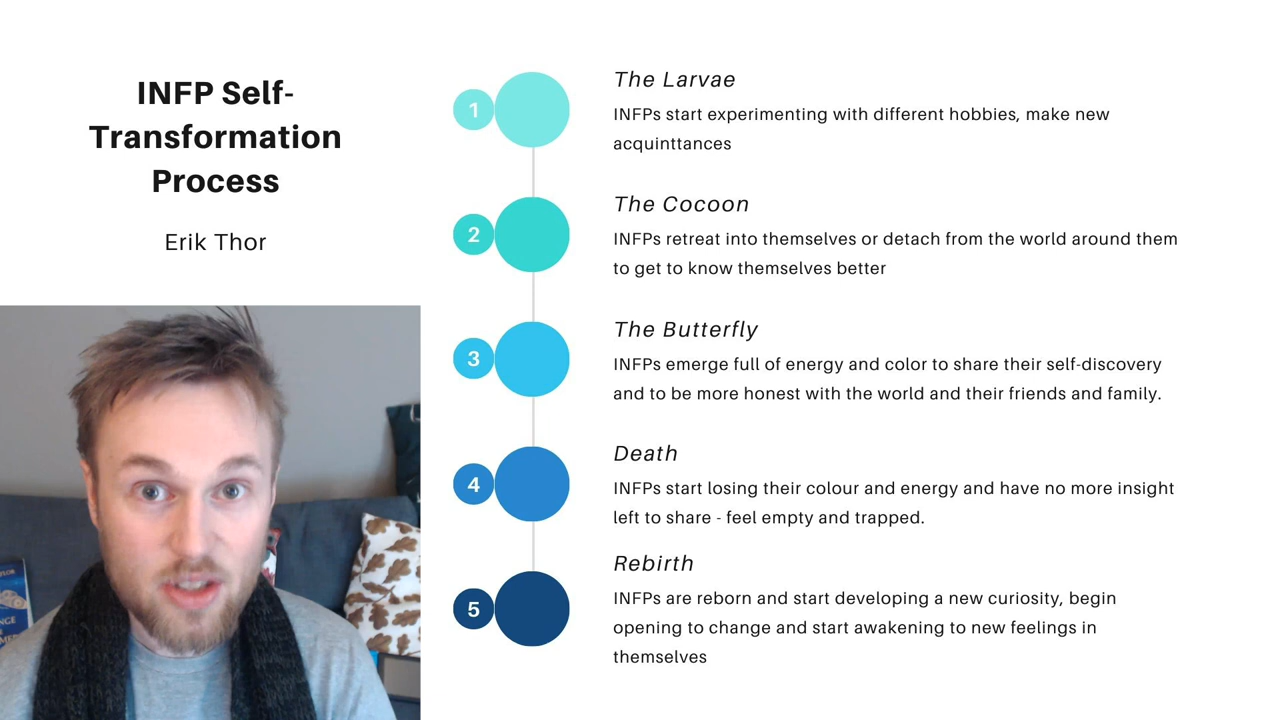 INFP Self-
Transformation
Process
Erik Thor
1
The Larvae
INFPs start experimenting with different hobbies, make new
acquinttances
2
The Cocoon
INFPs retreat into themselves or detach from the world around them
to get to know themselves better
3
The Butterfly
INFPs emerge full of energy and color to share their self-discovery
and to be more honest with the world and their friends and family.
4
Death
INFPs start losing their colour and energy and have no more insight
left to share - feel empty and trapped.
5
Rebirth
INFPs are reborn and start developing a new curiosity, begin
opening to change and start awakening to new feelings in
themselves